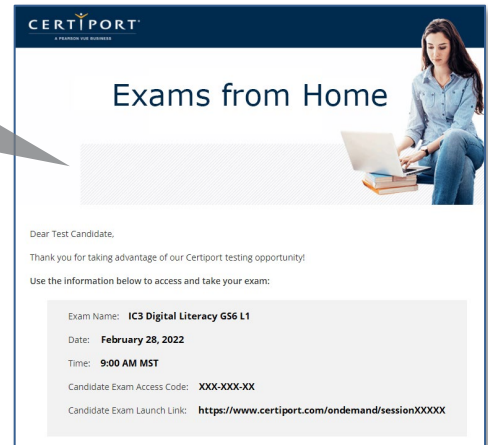 CERTIPORT
A PEARSON VUE BUSINESS
Exams from Home
Dear Test Candidate,
Thank you for taking advantage of our Certiport testing opportunity!
Use the information below to access and take your exam:
Exam Name: IC3 Digital Literacy GS6 L1
Date: February 28, 2022
Time: 9:00 AM MST
Candidate Exam Access Code: XXX-XXX-XX
Candidate Exam Launch Link: https://www.certiport.com/ondemand/sessionXXXXX